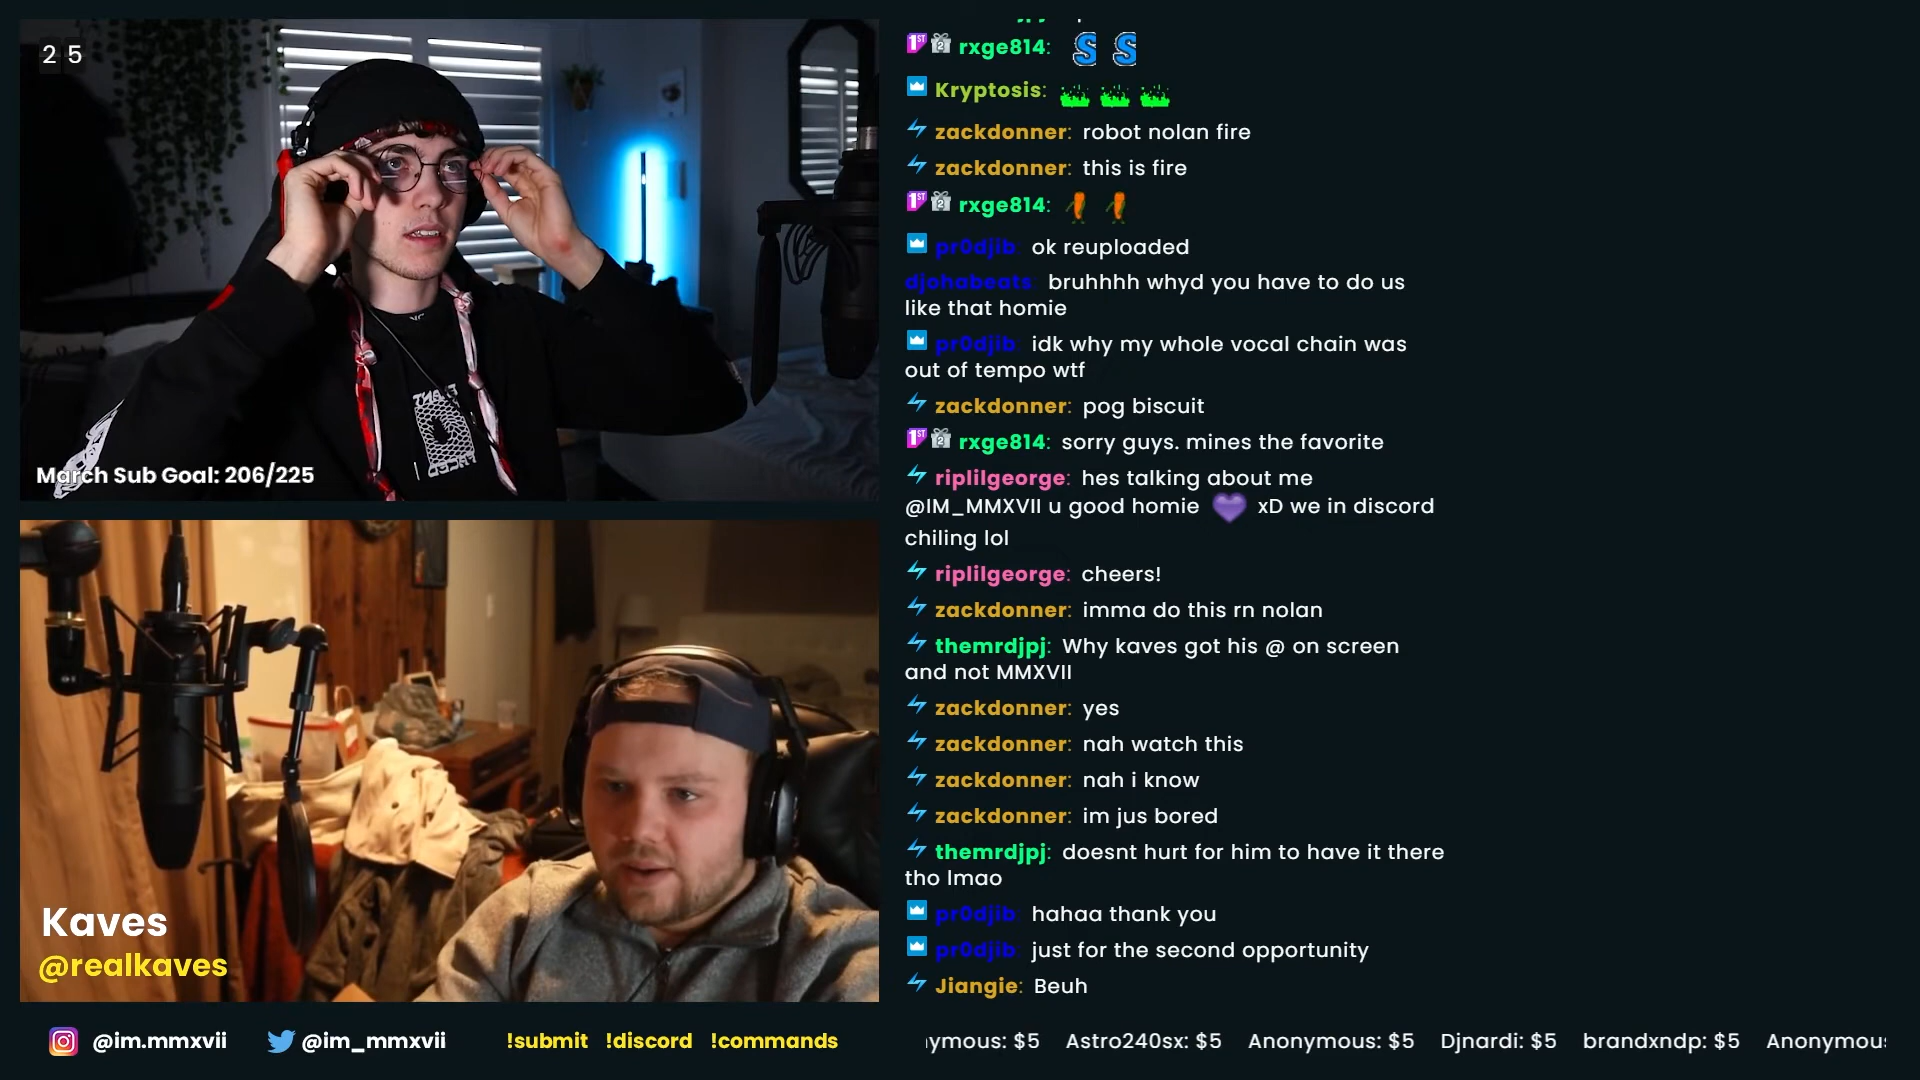 25
March Sub Goal: 206/225
Kaves
@realkaves
@im.mmxvii
@im_mmxvii
!submit !discord !commands
rxge814:
Kryptosis:
zackdonner: robot nolan fire
zackdonner: this is fire
rxge814:
pr0djib: ok reuploaded
djohabeats: bruhhhh whyd you have to do us
like that homie
pr0djib: idk why my whole vocal chain was
out of tempo wtf
zackdonner: pog biscuit
rxge814: sorry guys. mines the favorite
riplilgeorge: hes talking about me
@IM_MMXVII u good homie xD we in discord
chiling lol
riplilgeorge: cheers!
zackdonner: imma do this rn nolan
themrdjpj: Why kaves got his @ on screen
and not MMXVII
zackdonner: yes
zackdonner: nah watch this
zackdonner: nah i know
zackdonner: im jus bored
themrdjpj: doesnt hurt for him to have it there
tho lmao
pr0djib: hahaa thank you
pr0djib: just for the second opportunity
Jiangie: Beuh
ymous: $5 Astro240sx: $5 Anonymous: $5 Djnardi: $5 brandxndp: $5 Anonymous